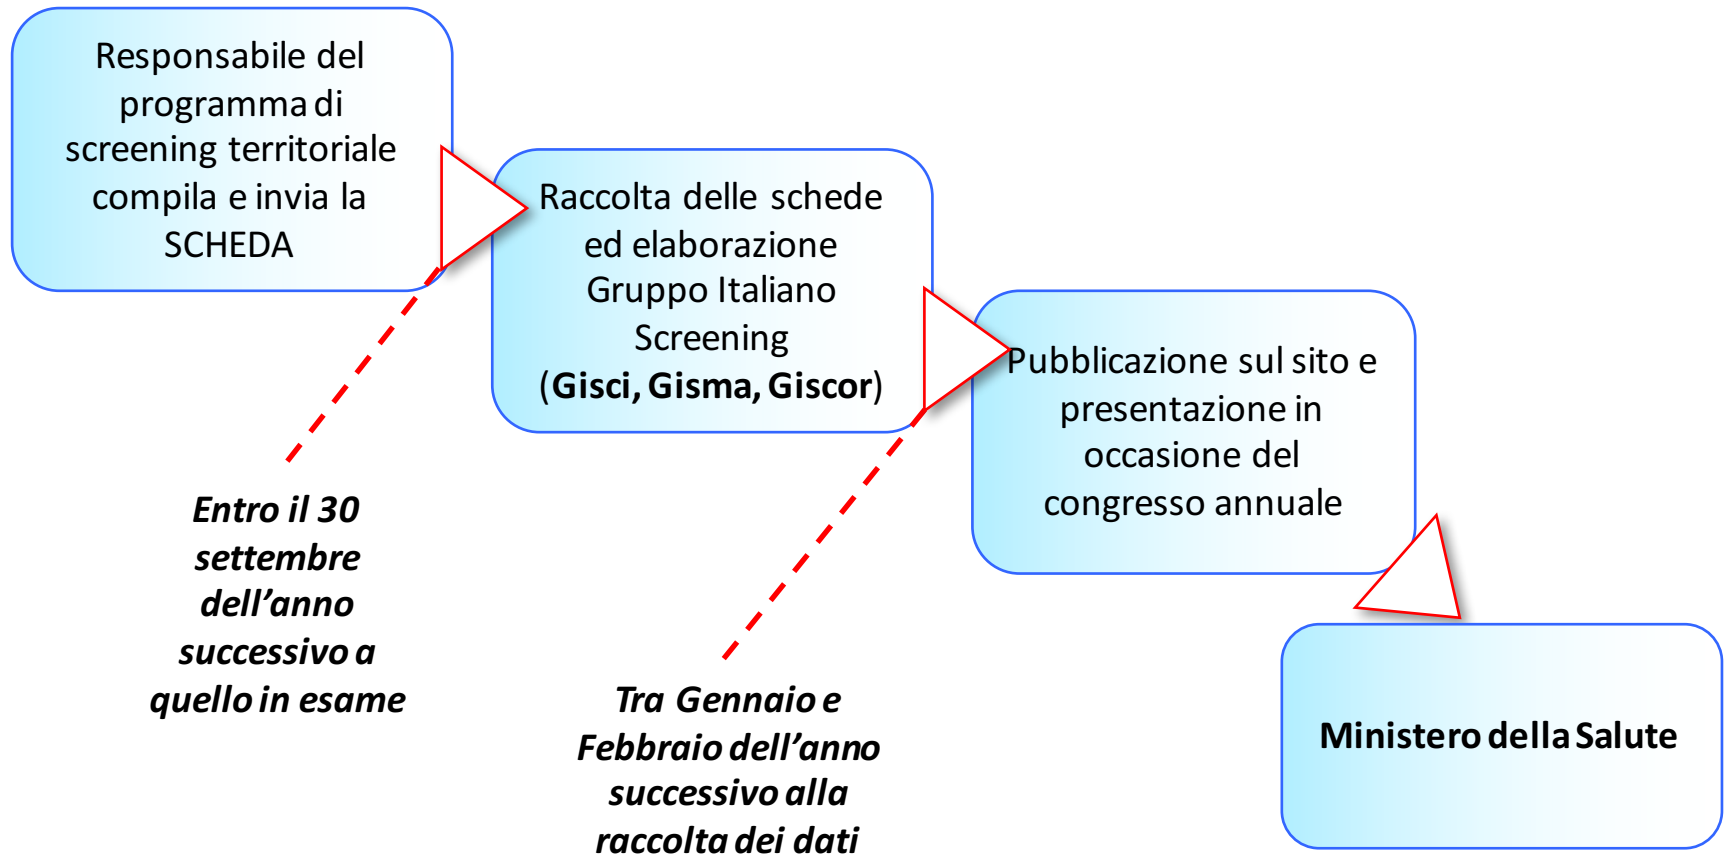 Responsabile del
programma di
screening territoriale
compila e invia la
SCHEDA
Raccolta delle schede
ed elaborazione
Gruppo Italiano
Screening
(Gisci, Gisma, Giscor)
Pubblicazione sul sito e
presentazione in
occasione del
congresso annuale
Entro il 30
settembre
dell’anno
successivo a
quello in esame
Tra Gennaio e
Febbraio dell’anno
successivo alla
raccolta dei dati
Ministero della Salute